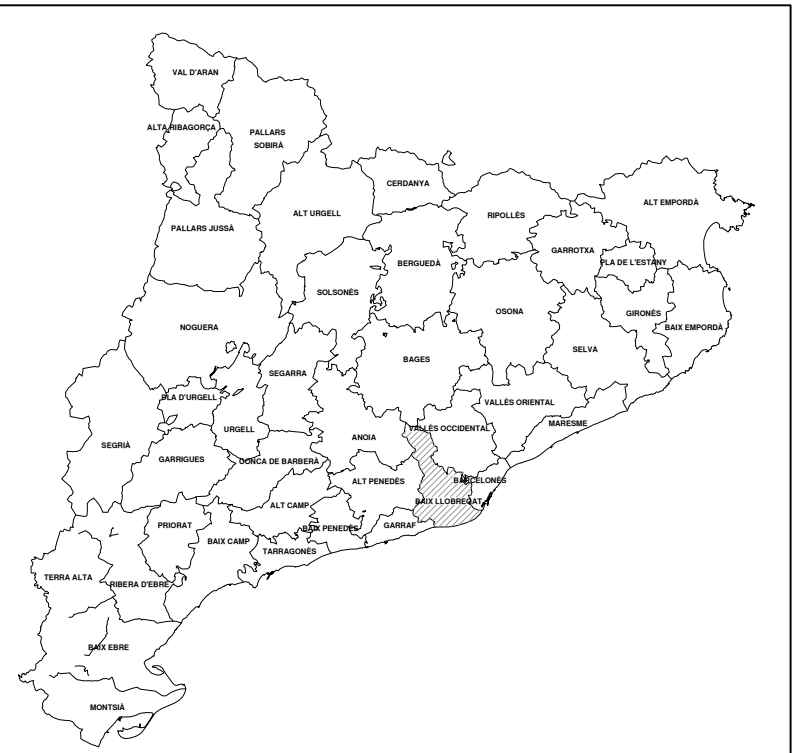 VAL D'ARAN
ALTA RIBAGORÇA
PALLARS
SOBIRÀ
CERDANYA
ALT URGELL
RIPOLLÈS
ALT EMPORDÀ
PALLARS JUSSÀ
GARROTXA
PLA DE L'ESTANY
BERGUEDÀ
SOLSONÈS
OSONA
GIRONÈS
BAIX EMPORDÀ
NOGUERA
SELVA
BAGES
SEGARRA
PLA D'URGELL
VALLÈS ORIENTAL
MARESME
URGELL
VALLÈS OCCIDENTAL
ANOIA
SEGRIÀ
GARRIGUES
CONCA DE BARBERÀ
ALT PENEDÈS
BARCELONÈS
BAIX LLOBREGAT
ALT CAMP
PRIORAT
BAIX PENEDÈS
GARRAF
BAIX CAMP
TARRAGONÈS
TERRA ALTA
RIBERA D'EBRE
BAIX EBRE
MONTSIÀ